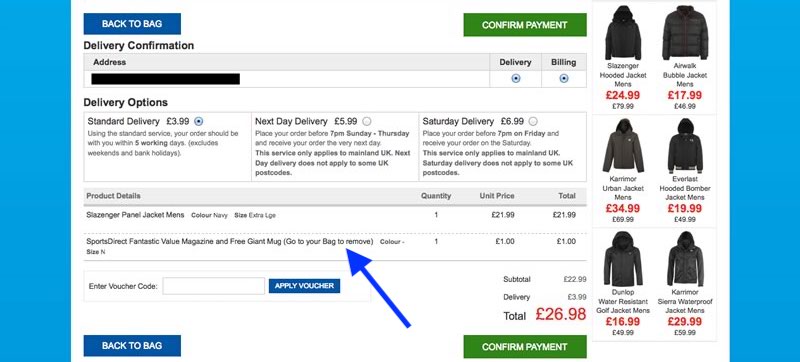 BACK TO BAG
CONFIRM PAYMENT
Delivery Confirmation
Address Delivery Billing
Delivery Options
Standard Delivery £3.99
Using the standard service, your order should be
with you within 5 working days. (excludes
weekends and bank holidays).
Next Day Delivery £5.99
Place your order before 7pm Sunday - Thursday
and receive your order the very next day.
This service only applies to mainland UK. Next
Day delivery does not apply to some UK
postcodes.
Saturday Delivery £6.99
Place your order before 7pm on Friday and
receive your order on the Saturday.
This service only applies to mainland UK.
Saturday delivery does not apply to some UK
postcodes.
Product Details Quantity Unit Price Total
Slazenger Panel Jacket Mens Colour Navy Size Extra Lge 1 £21.99 £21.99
SportsDirect Fantastic Value Magazine and Free Giant Mug (Go to your Bag to remove) Colour - 1 £1.00 £1.00
Size N
Enter Voucher Code: APPLY VOUCHER
Subtotal £22.99
Delivery £3.99
Total £26.98
BACK TO BAG
CONFIRM PAYMENT
Slazenger
Hooded Jacket
Mens
£24.99
£79.99
Airwalk
Bubble Jacket
Mens
£17.99
£46.99
Karrimor
Urban Jacket
Mens
£34.99
£69.99
Everlast
Hooded Bomber
Jacket Mens
£19.99
£49.99
Dunlop
Water Resistant
Golf Jacket Mens
£16.99
£49.99
Karrimor
Sierra Waterproof
Jacket Mens
£29.99
£59.99